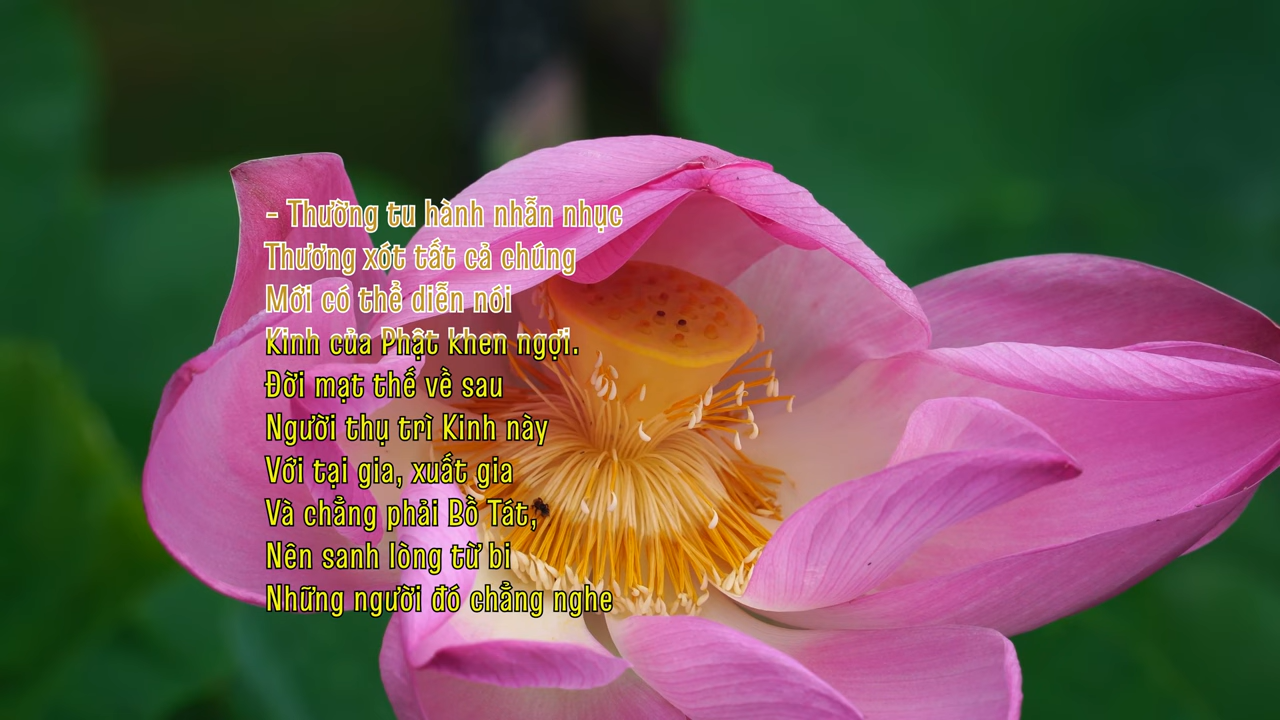 - Thường tu hành nhẫn nhục
Thương xót tất cả chúng
Mới có thể diễn nói
Kinh của Phật khen ngợi.
Đời mạt thế về sau
Người thụ trì Kinh này
Với tại gia, xuất gia
Và chẳng phải Bồ Tát,
Nên sanh lòng từ bi
Những người đó chẳng nghe